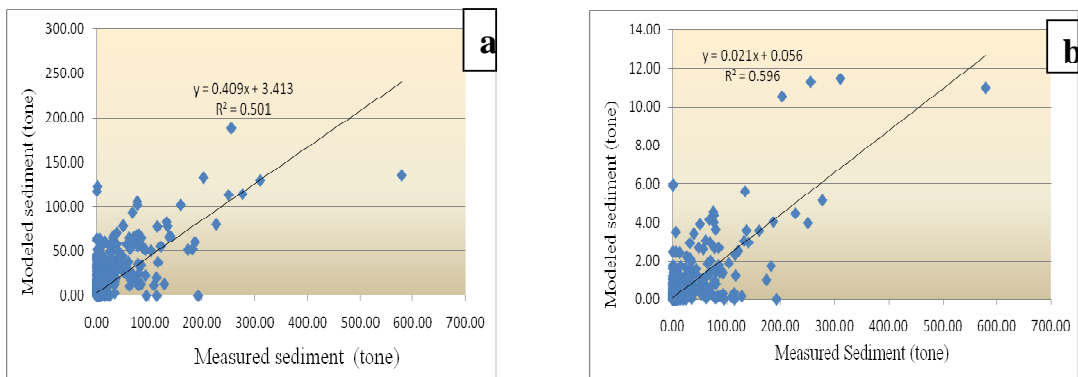 a
300.00
250.00
200.00
150.00
100.00
50.00
0.00
y = 0.409x + 3.413
R² = 0.501
0.00 100.00 200.00 300.00 400.00 500.00 600.00 700.00
Modeled sediment (tone)
Measured sediment (tone)
b
14.00
12.00
10.00
8.00
6.00
4.00
2.00
0.00
y = 0.021x + 0.056
R² = 0.596
0.00 100.00 200.00 300.00 400.00 500.00 600.00 700.00
Modeled sediment (tone)
Measured Sediment (tone)